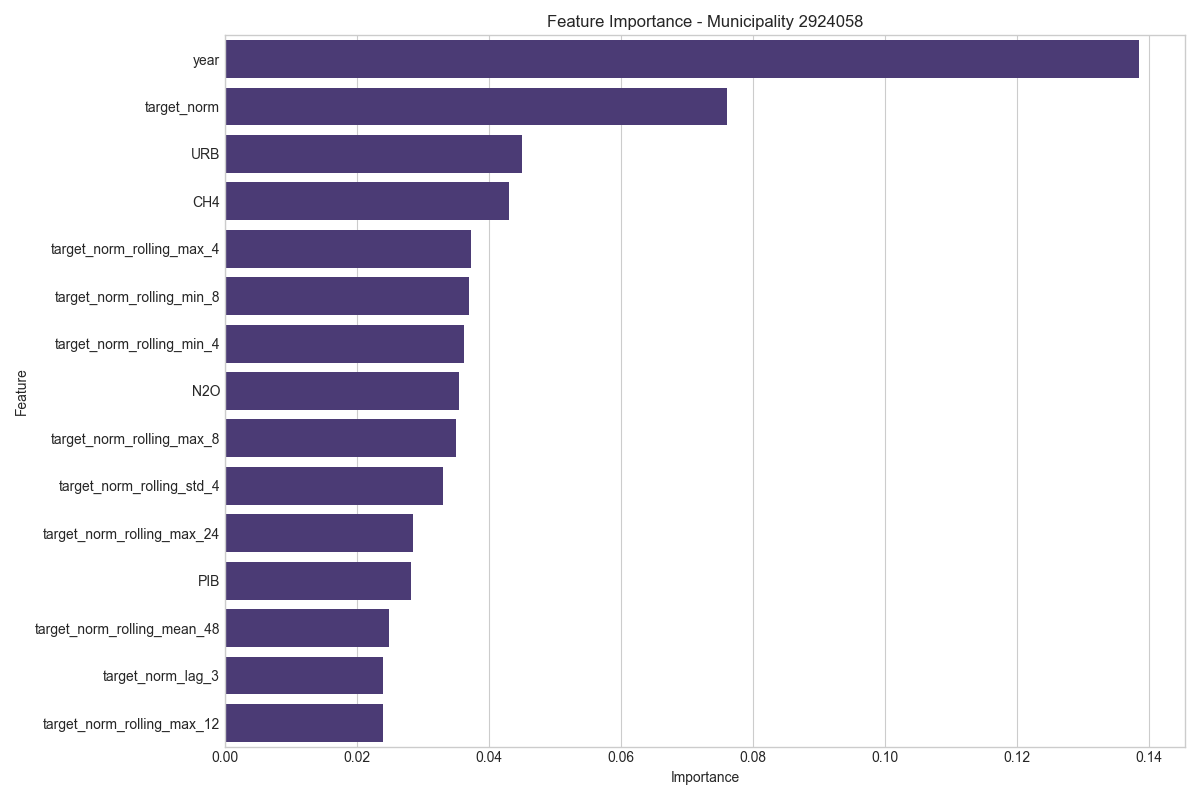 Feature Importance - Municipality 2924058
year
target_norm
URB
CH4
target_norm_rolling_max_4
target_norm_rolling_min_8
target_norm_rolling_min_4
N2O
target_norm_rolling_max_8
target_norm_rolling_std_4
target_norm_rolling_max_24
PIB
target_norm_rolling_mean_48
target_norm_lag_3
target_norm_rolling_max_12
Feature
0.00 0.02 0.04 0.06 0.08 0.10 0.12 0.14
Importance